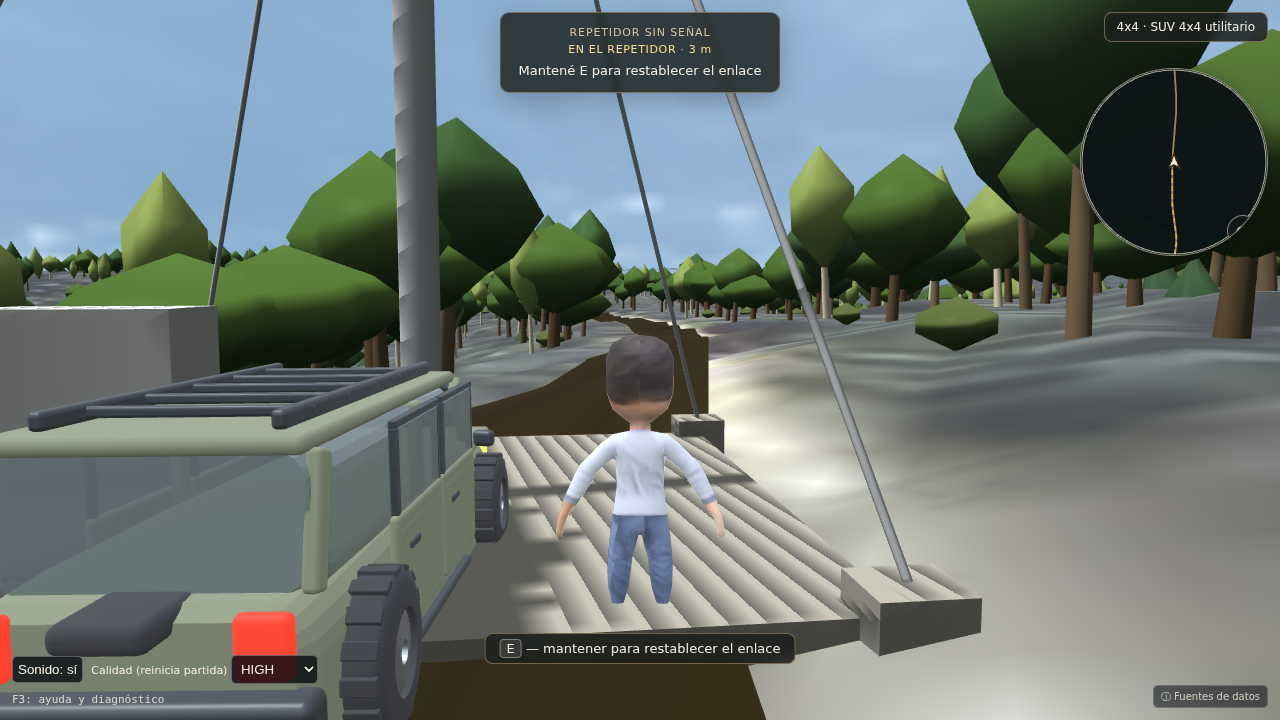 REPETIDOR SIN SEÑAL
EN EL REPETIDOR · 3 m
Mantené E para restablecer el enlace
4x4 · SUV 4x4 utilitario
E — mantener para restablecer el enlace
Sonido: sí
Calidad (reinicia partida)
HIGH
F3: ayuda y diagnóstico
ⓘ Fuentes de datos